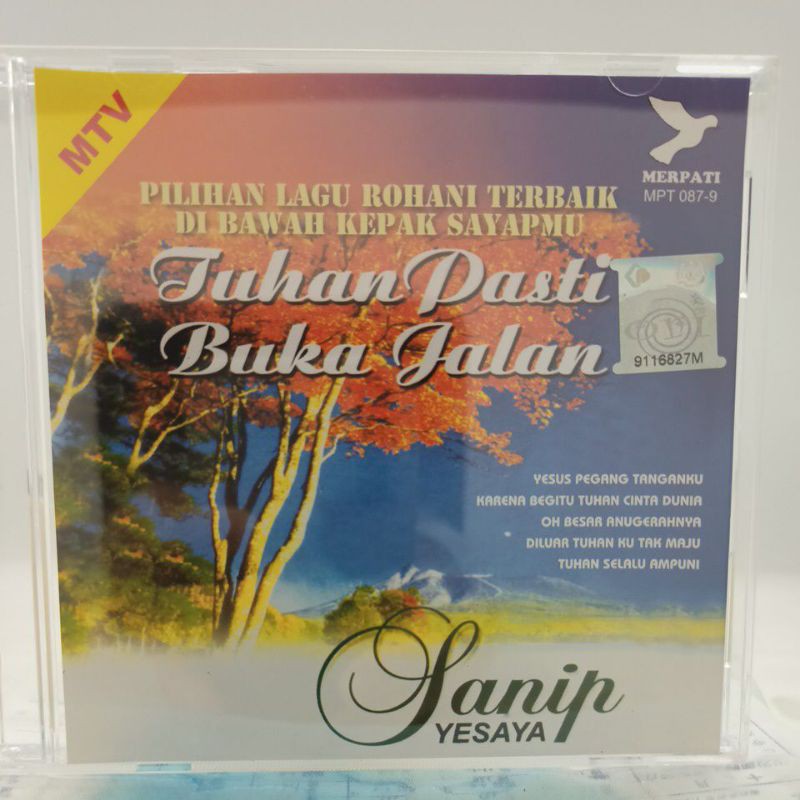 MTV
MERPATI
MPT 087-9
PILIHAN LAGU ROHANI TERBAIK
DI BAWAH KEPAK SAYAPMU
Tuhan Pasti
Buka Jalan
9116827M
YESUS PEGANG TANGANKU
KARENA BEGITU TUHAN CINTA DUNIA
OH BESAR ANUGERAHNYA
DILUAR TUHAN KU TAK MAJU
TUHAN SELALU AMPUNI
Sanip
YESAYA